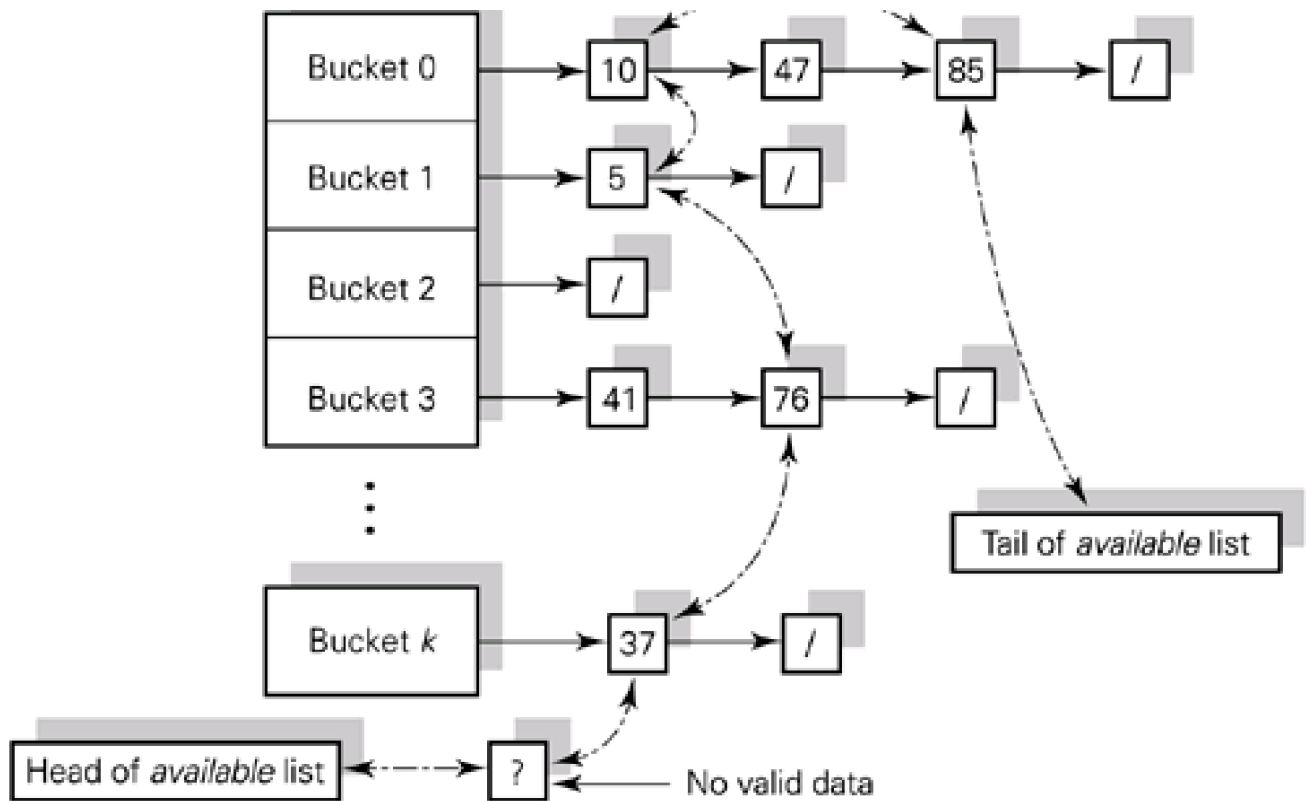 Bucket 0
10
47
85
/
Bucket 1
5
/
Bucket 2
/
Bucket 3
41
76
/
Tail of available list
Bucket k
37
/
Head of available list
?
No valid data